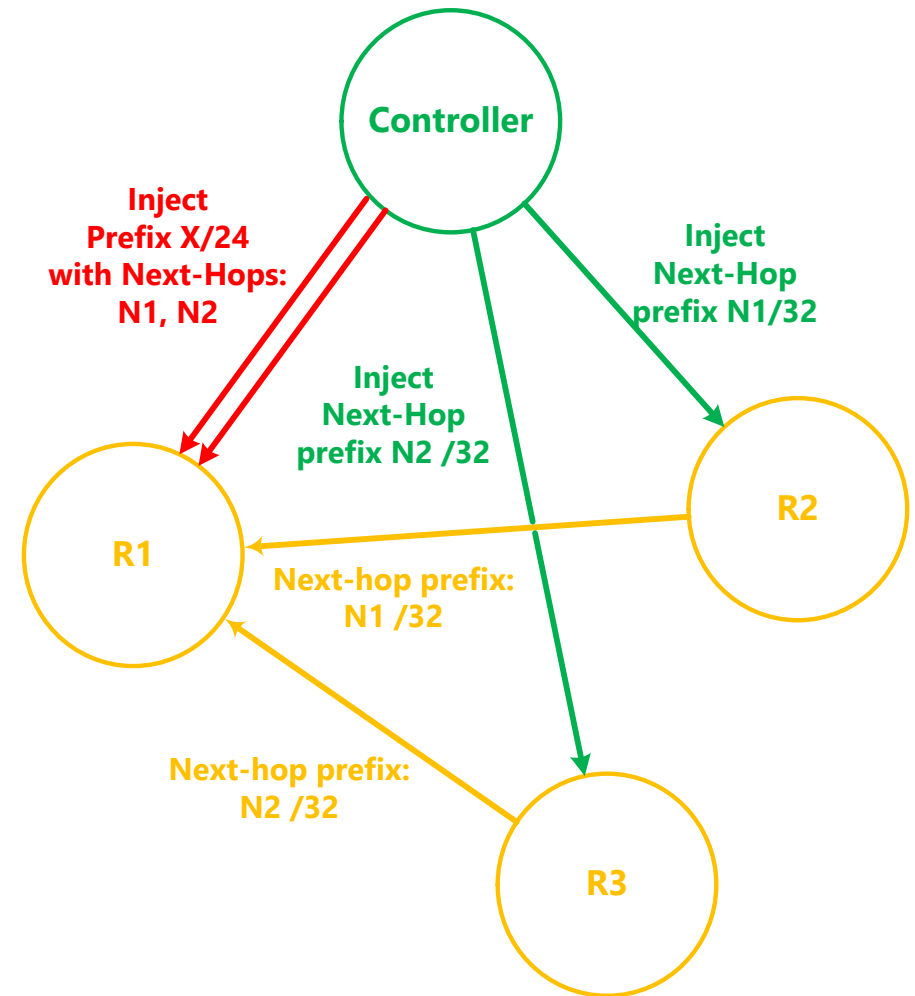 Controller
Inject
Prefix X/24
with Next-Hops:
N1, N2
Inject
Next-Hop
prefix N1/32
Inject
Next-Hop
prefix N2 /32
R2
R1
Next-hop prefix:
N1 /32
Next-hop prefix:
N2 /32
R3